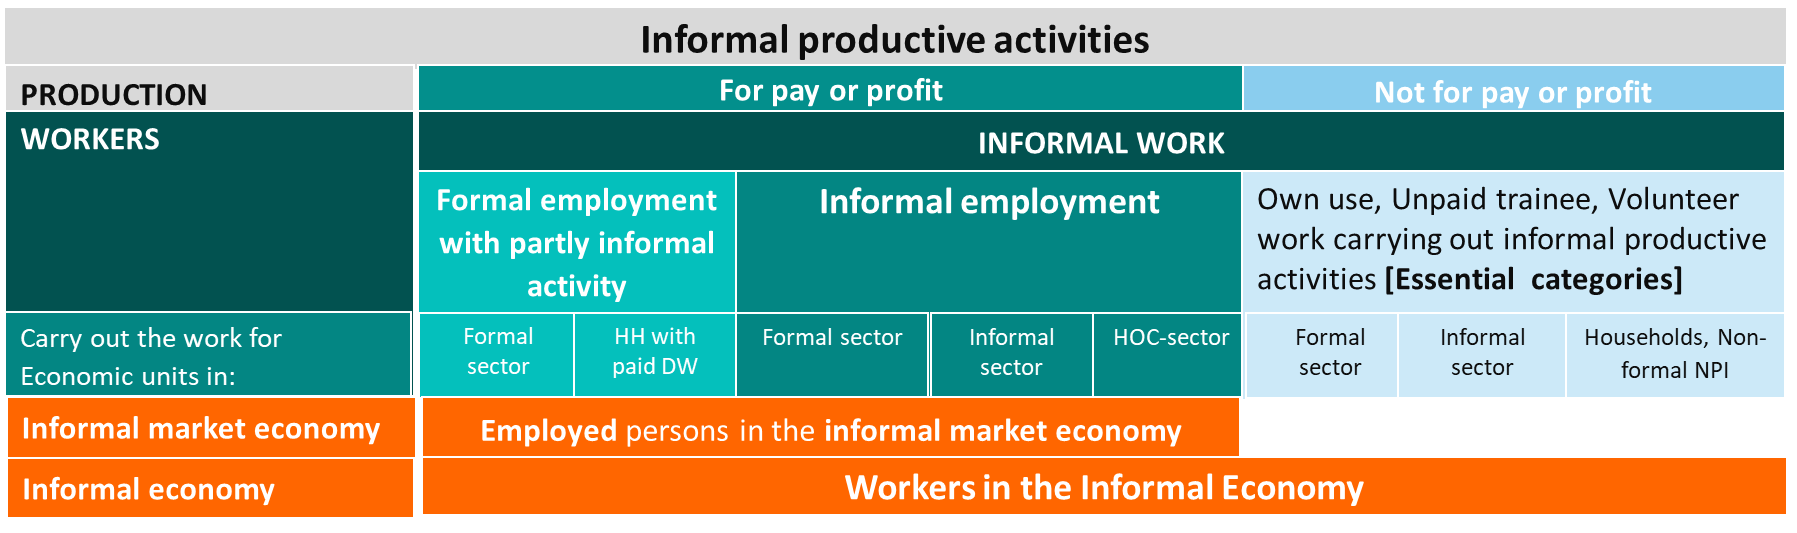 Informal productive activities
PRODUCTION
For pay or profit
Not for pay or profit
WORKERS
INFORMAL WORK
Formal employment
with partly informal
activity
Informal employment
Own use, Unpaid trainee, Volunteer
work carrying out informal productive
activities [Essential categories]
Carry out the work for
Economic units in:
Formal
sector
HH with
paid DW
Formal sector
Informal
sector
HOC-sector
Formal
sector
Informal
sector
Households, Non-
formal NPI
Informal market economy
Employed persons in the informal market economy
Informal economy
Workers in the Informal Economy